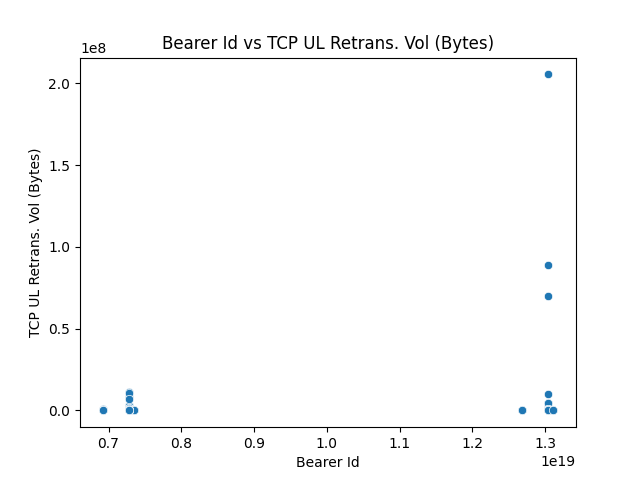 Bearer Id vs TCP UL Retrans. Vol (Bytes)
1e8
2.0
1.5
1.0
0.5
0.0
TCP UL Retrans. Vol (Bytes)
0.7 0.8 0.9 1.0 1.1 1.2 1.3
1e19
Bearer Id